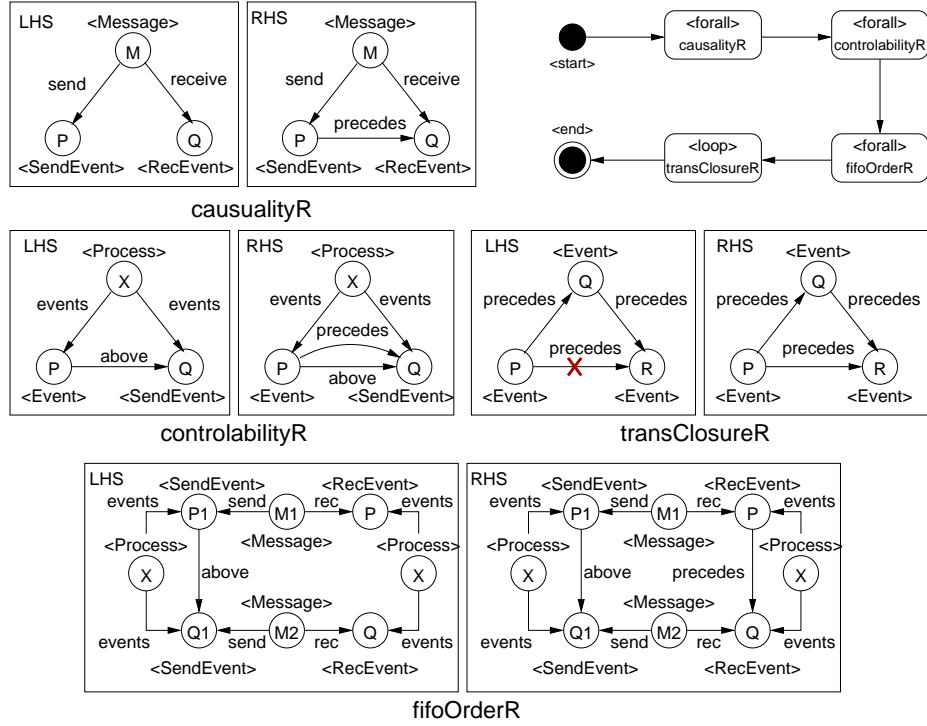 LHS
<Message>
M
send
receive
P
Q
<SendEvent>
<RecEvent>
RHS
<Message>
M
send
receive
precedes
P
Q
<SendEvent>
<RecEvent>
causualityR
<start>
<forall>
causalityR
<forall>
controlabilityR
<end>
<loop>
transClosureR
<forall>
fifoOrderR
LHS
<Process>
X
events
events
above
P
Q
<Event>
<SendEvent>
RHS
<Process>
X
events
events
precedes
P
Q
above
<Event>
<SendEvent>
controlabilityR
LHS
<Event>
Q
precedes
precedes
precedes
P
R
<Event>
<Event>
RHS
<Event>
Q
precedes
precedes
precedes
P
R
<Event>
<Event>
transClosureR
LHS
<SendEvent>
<RecEvent>
events
send
rec
events
P1
M1
P
<Process>
<Message>
<Process>
X
above
X
<Message>
Q1
M2
Q
events
send
rec
events
<SendEvent>
<RecEvent>
RHS
<SendEvent>
<RecEvent>
events
send
rec
events
P1
M1
P
<Process>
<Message>
<Process>
X
above
precedes
X
<Message>
Q1
M2
Q
events
send
rec
events
<SendEvent>
<RecEvent>
fifoOrderR